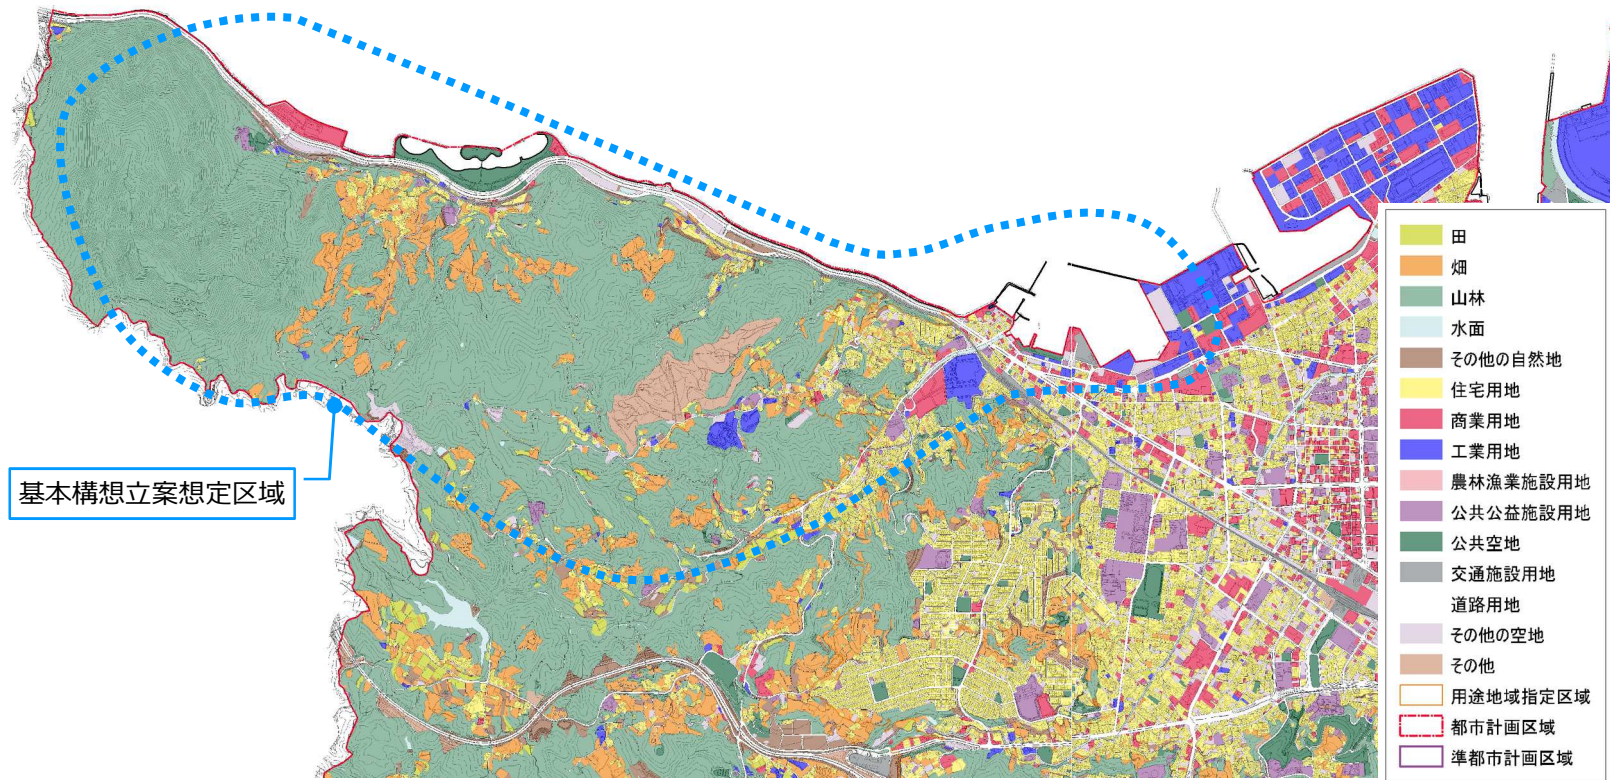 基本構想立案想定区域
田
畑
山林
水面
その他の自然地
住宅用地
商業用地
工業用地
農林漁業施設用地
公共公益施設用地
公共空地
交通施設用地
道路用地
その他の空地
その他
用途地域指定区域
都市計画区域
準都市計画区域